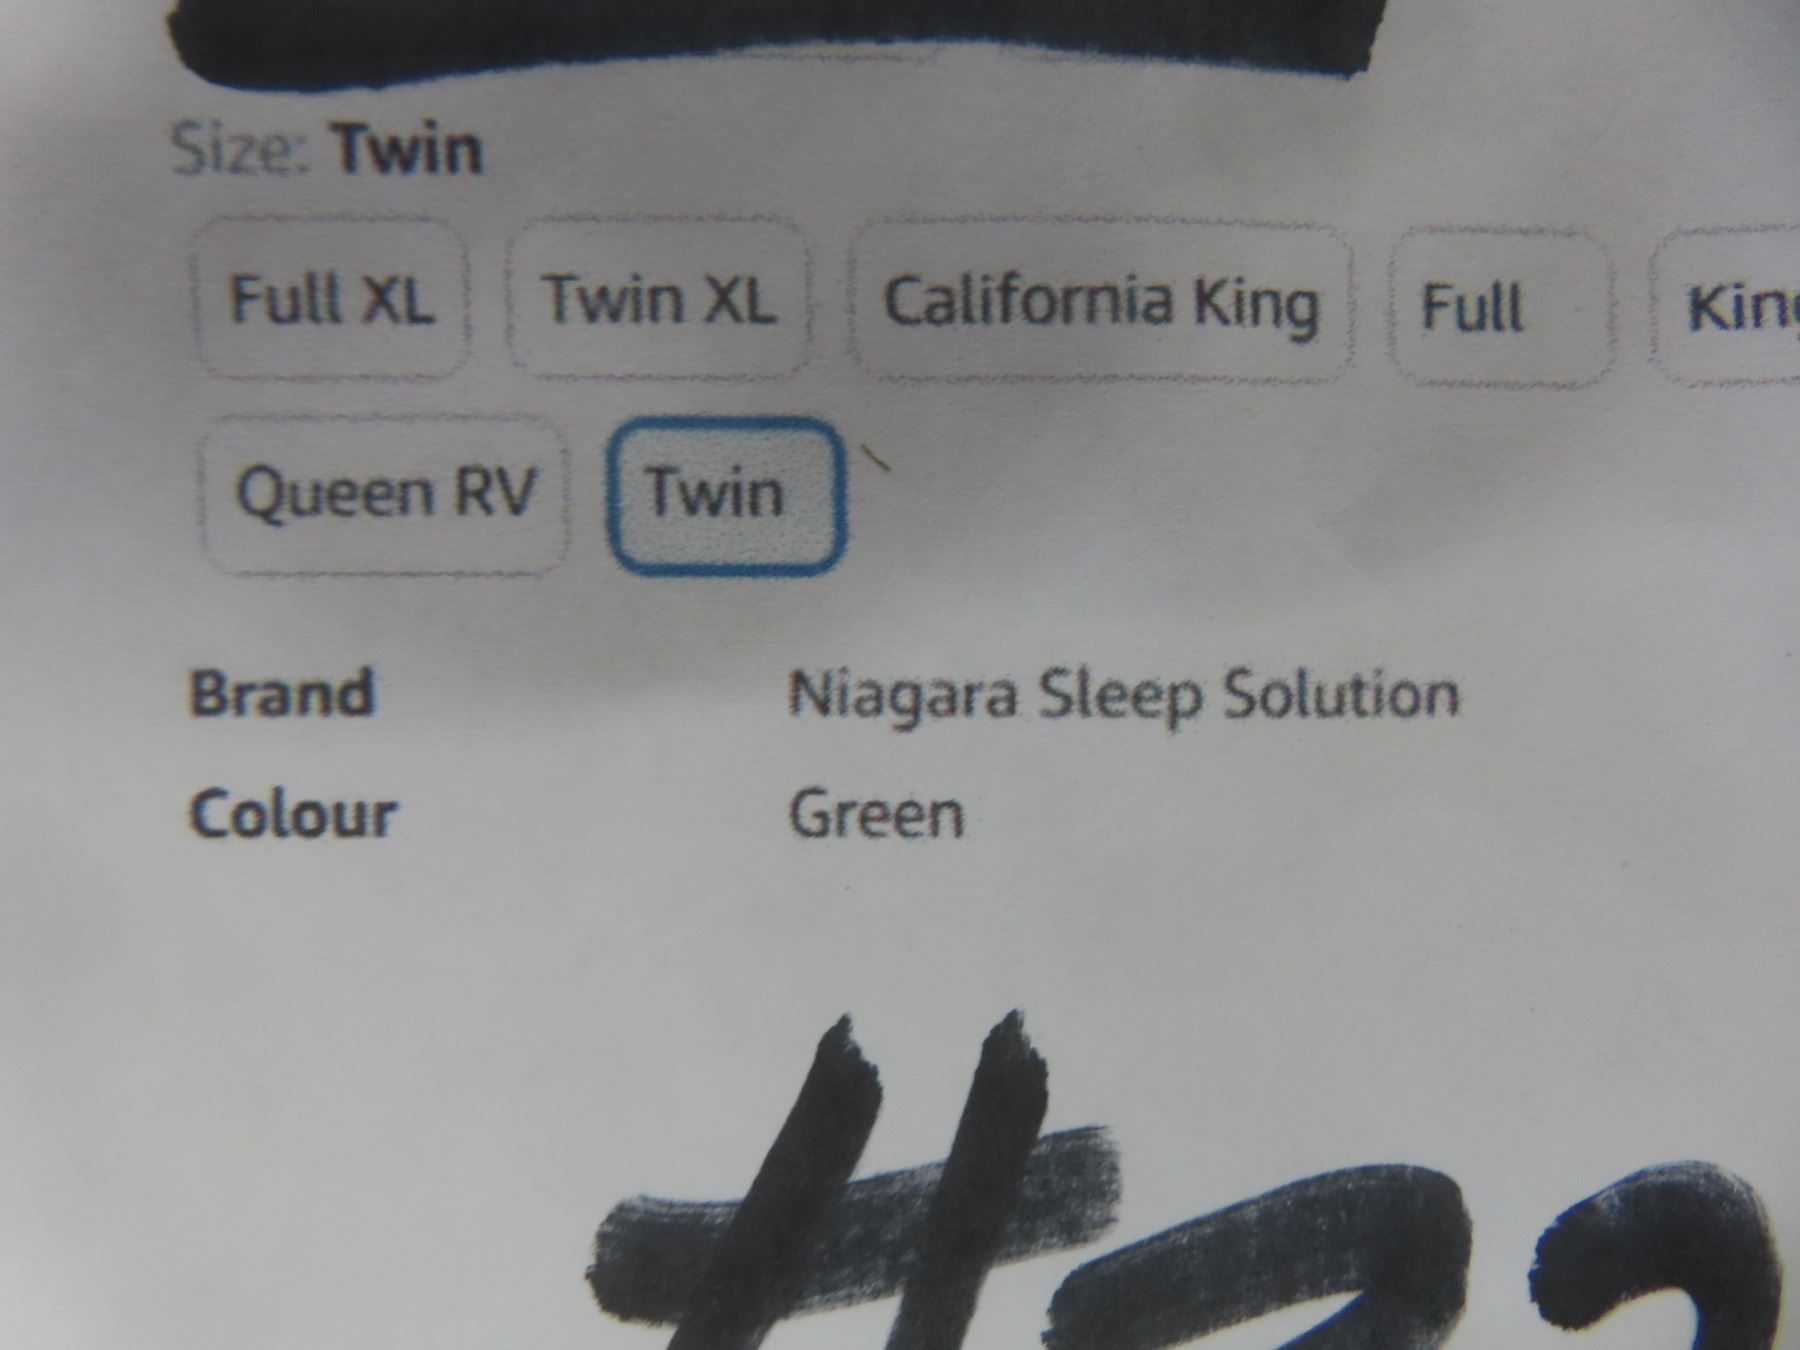 Size: Twin
Full XL Twin XL California King Full
Queen RV Twin
Brand Niagara Sleep Solution
Colour Green